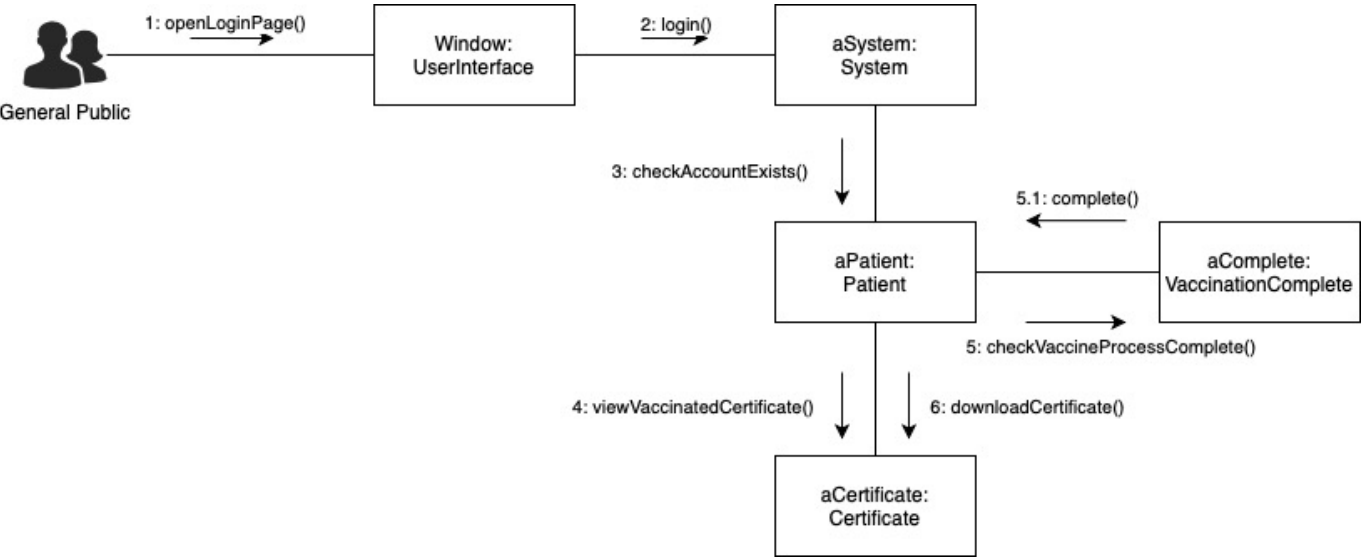 1: openLoginPage()
General Public
Window:
UserInterface
2: login()
aSystem:
System
3: checkAccountExists()
aPatient:
Patient
5.1: complete()
aComplete:
VaccinationComplete
5: checkVaccineProcessComplete()
4: viewVaccinatedCertificate()
6: downloadCertificate()
aCertificate:
Certificate